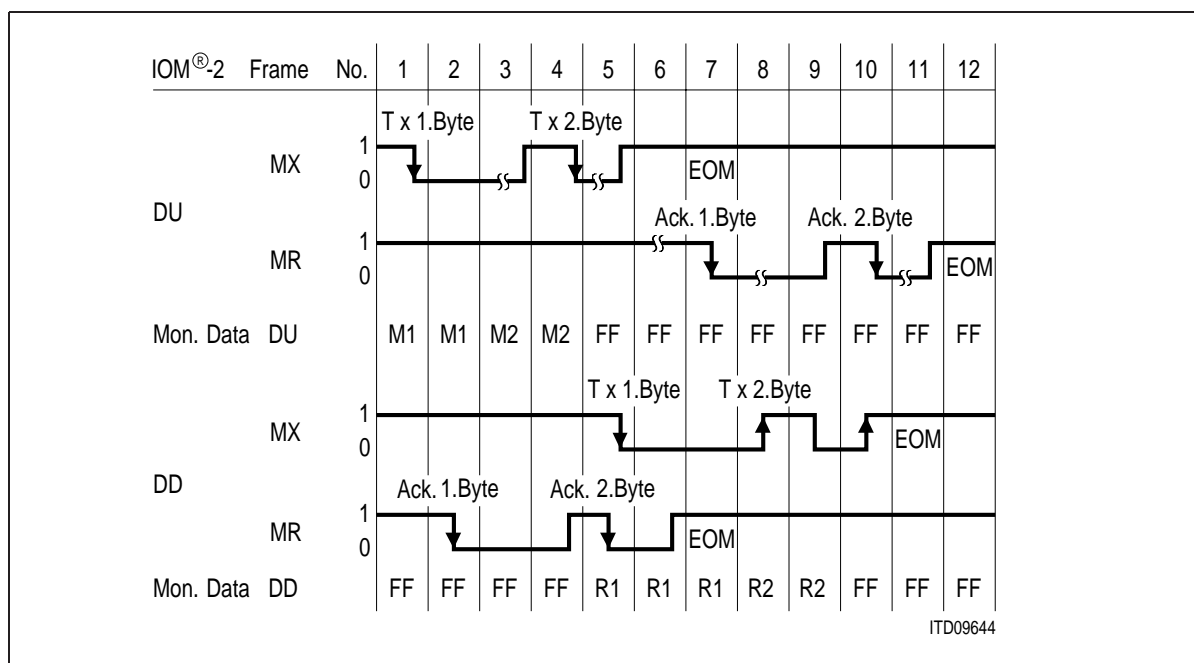 IOM®-2 Frame No. 1 2 3 4 5 6 7 8 9 10 11 12
T x 1.Byte T x 2.Byte
1
MX
0
EOM
DU
Ack. 1.Byte Ack. 2.Byte
1
MR
0
EOM
Mon. Data DU M1 M1 M2 M2 FF FF FF FF FF FF FF FF
T x 1.Byte T x 2.Byte
1
MX
0
EOM
DD
Ack. 1.Byte Ack. 2.Byte
1
MR
0
EOM
Mon. Data DD FF FF FF FF R1 R1 R1 R2 R2 FF FF FF
ITD09644